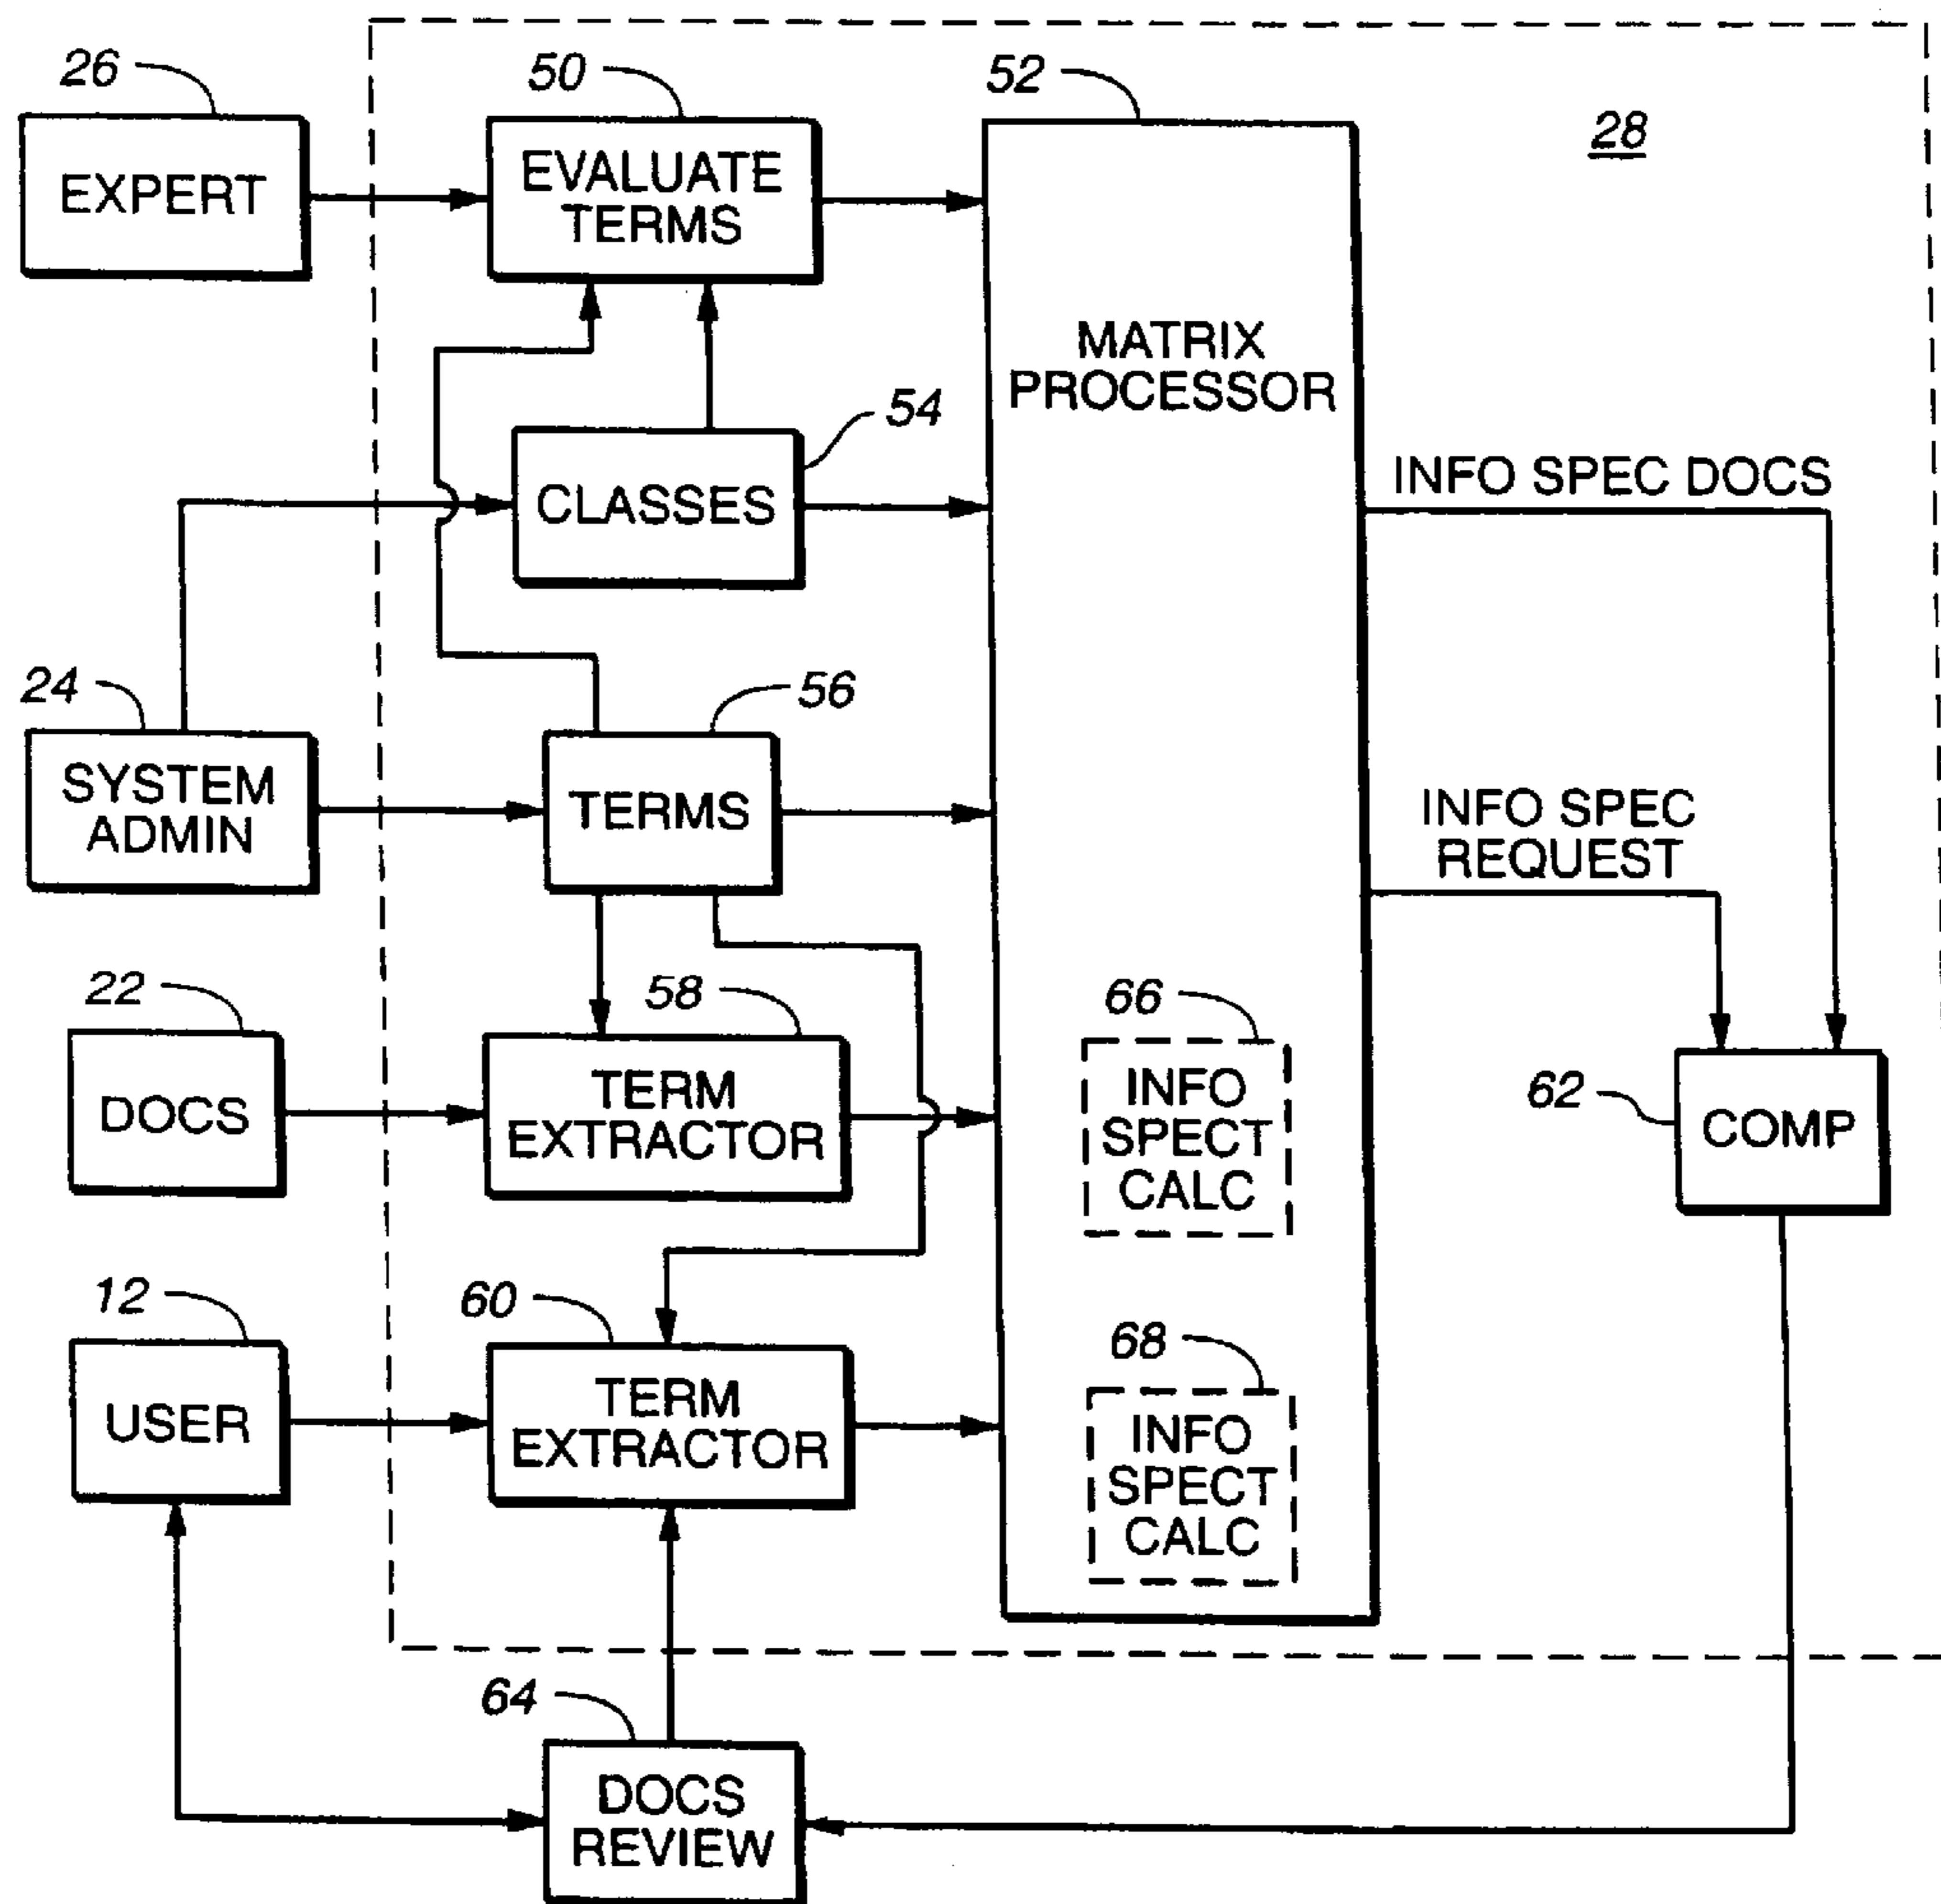 26
50
52
28
EXPERT
EVALUATE
TERMS
MATRIX
PROCESSOR
54
CLASSES
INFO SPEC DOCS
24
56
SYSTEM
ADMIN
TERMS
INFO SPEC
REQUEST
22
58
66
DOCS
TERM
EXTRACTOR
INFO
SPECT
CALC
62
COMP
12
60
68
USER
TERM
EXTRACTOR
INFO
SPECT
CALC
64
DOCS
REVIEW